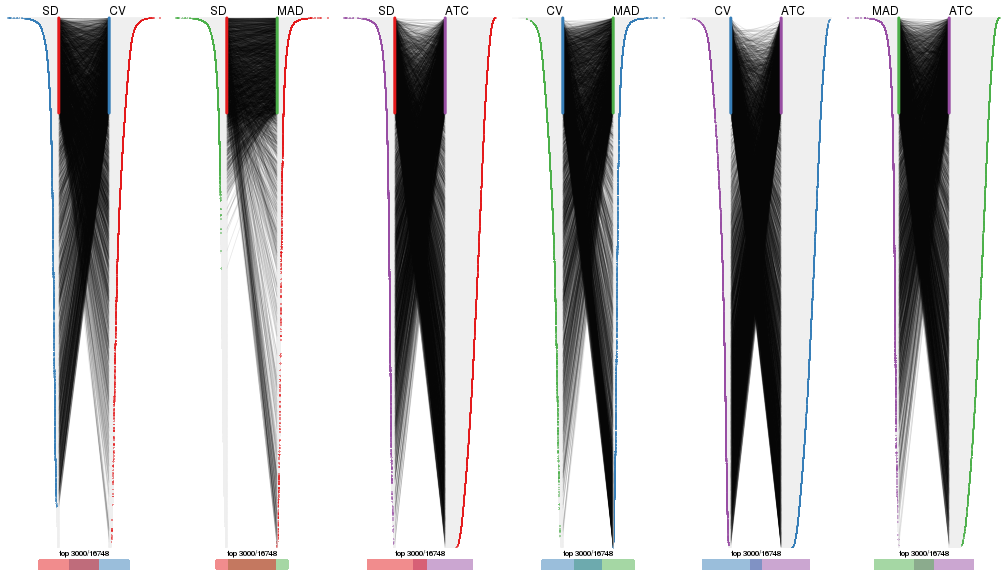 SD CV
SD MAD
SD ATC
CV MAD
CV ATC
MAD ATC
top 3000/16748
top 3000/16748
top 3000/16748
top 3000/16748
top 3000/16748
top 3000/16748